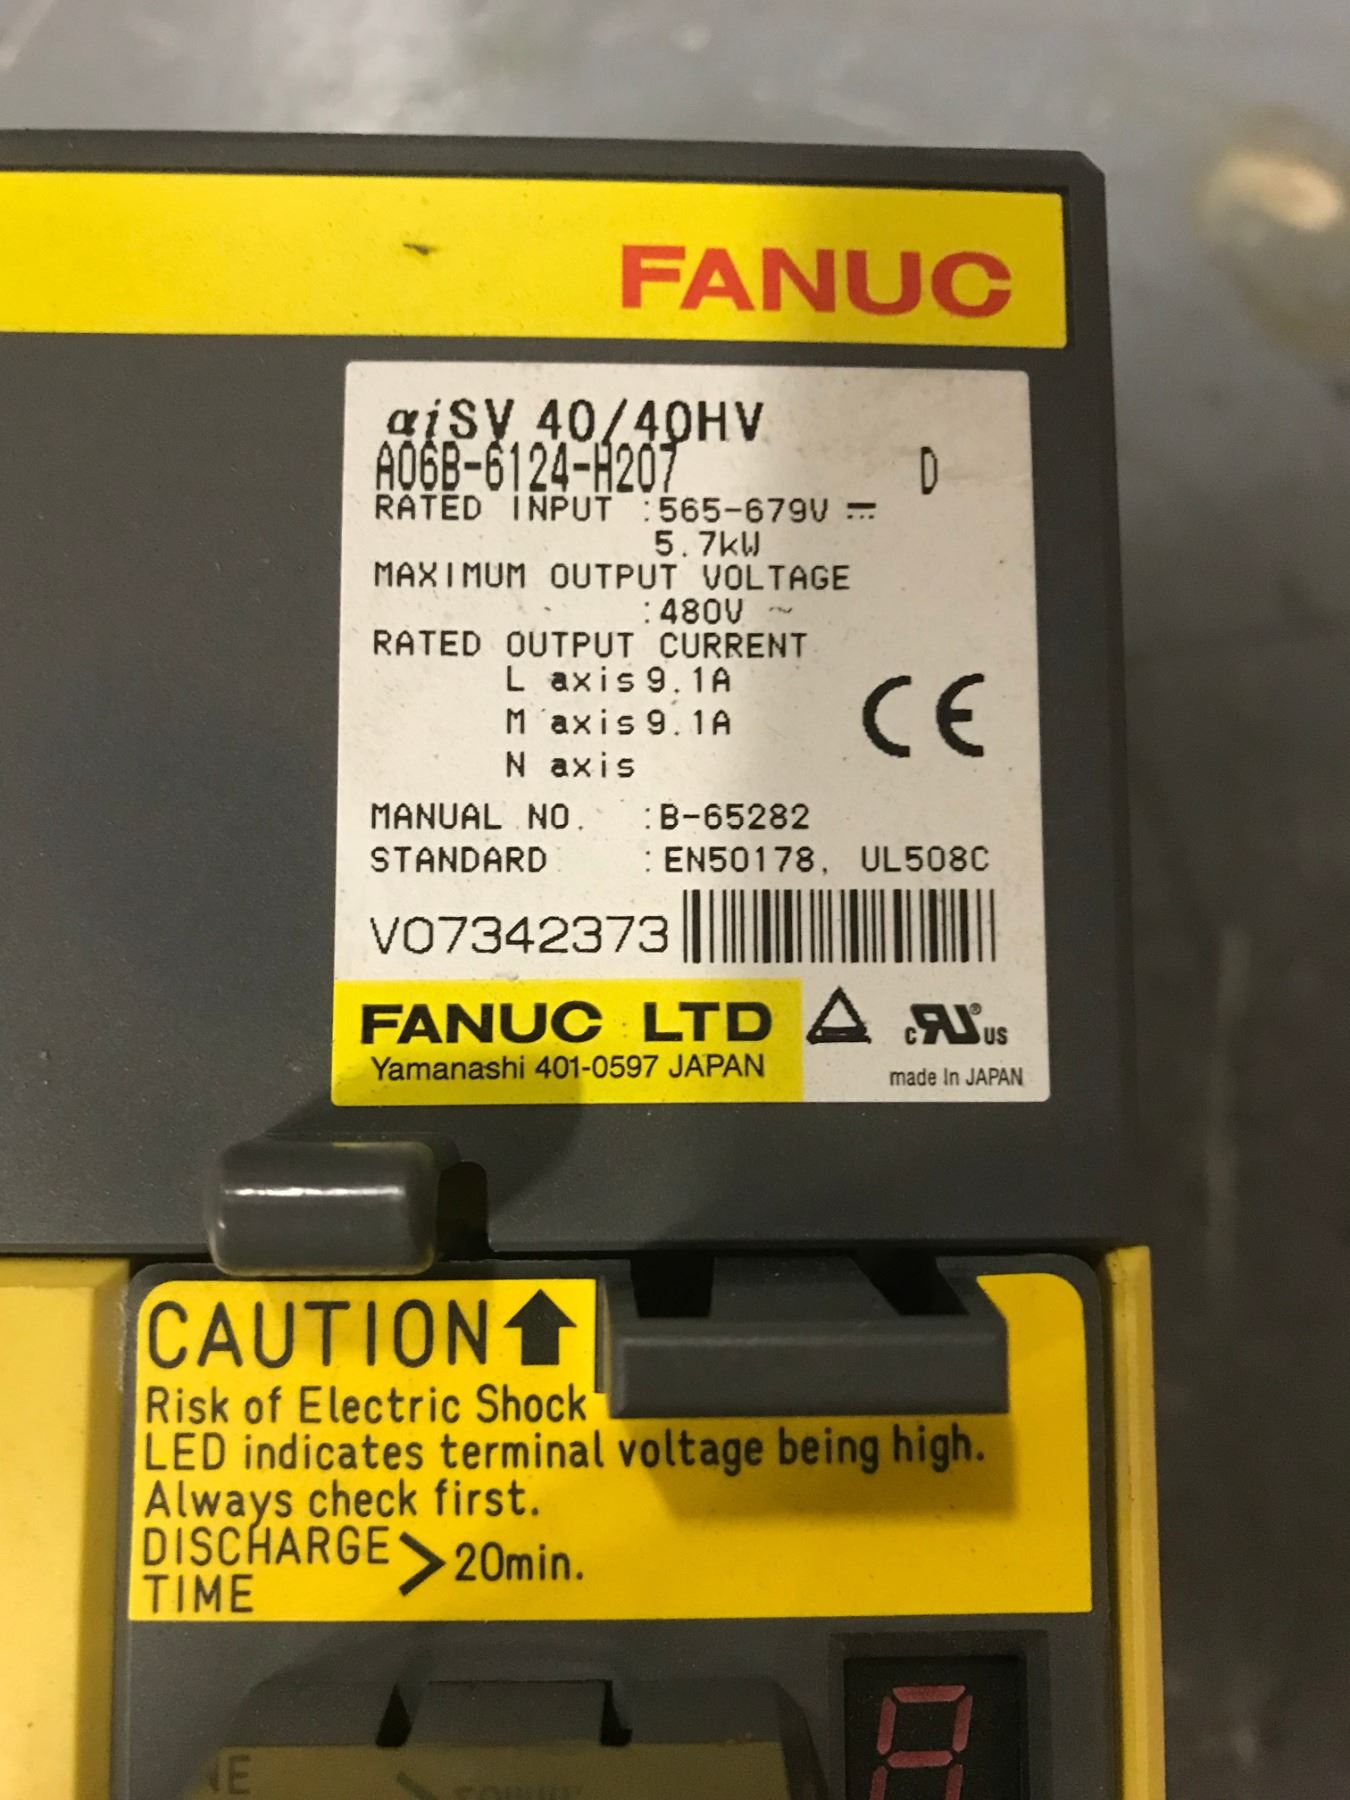 FANUC
αiSV 40/40HV
A06B-6124-H207 D
RATED INPUT :565-679V ⎓
5.7kW
MAXIMUM OUTPUT VOLTAGE
:480V ~
RATED OUTPUT CURRENT
L axis 9.1A
M axis 9.1A
N axis
CE
MANUAL NO. :B-65282
STANDARD :EN50178, UL508C
V07342373
FANUC LTD
Yamanashi 401-0597 JAPAN
c RU ® US
made In JAPAN
CAUTION ↑
Risk of Electric Shock
LED indicates terminal voltage being high.
Always check first.
DISCHARGE
TIME > 20min.